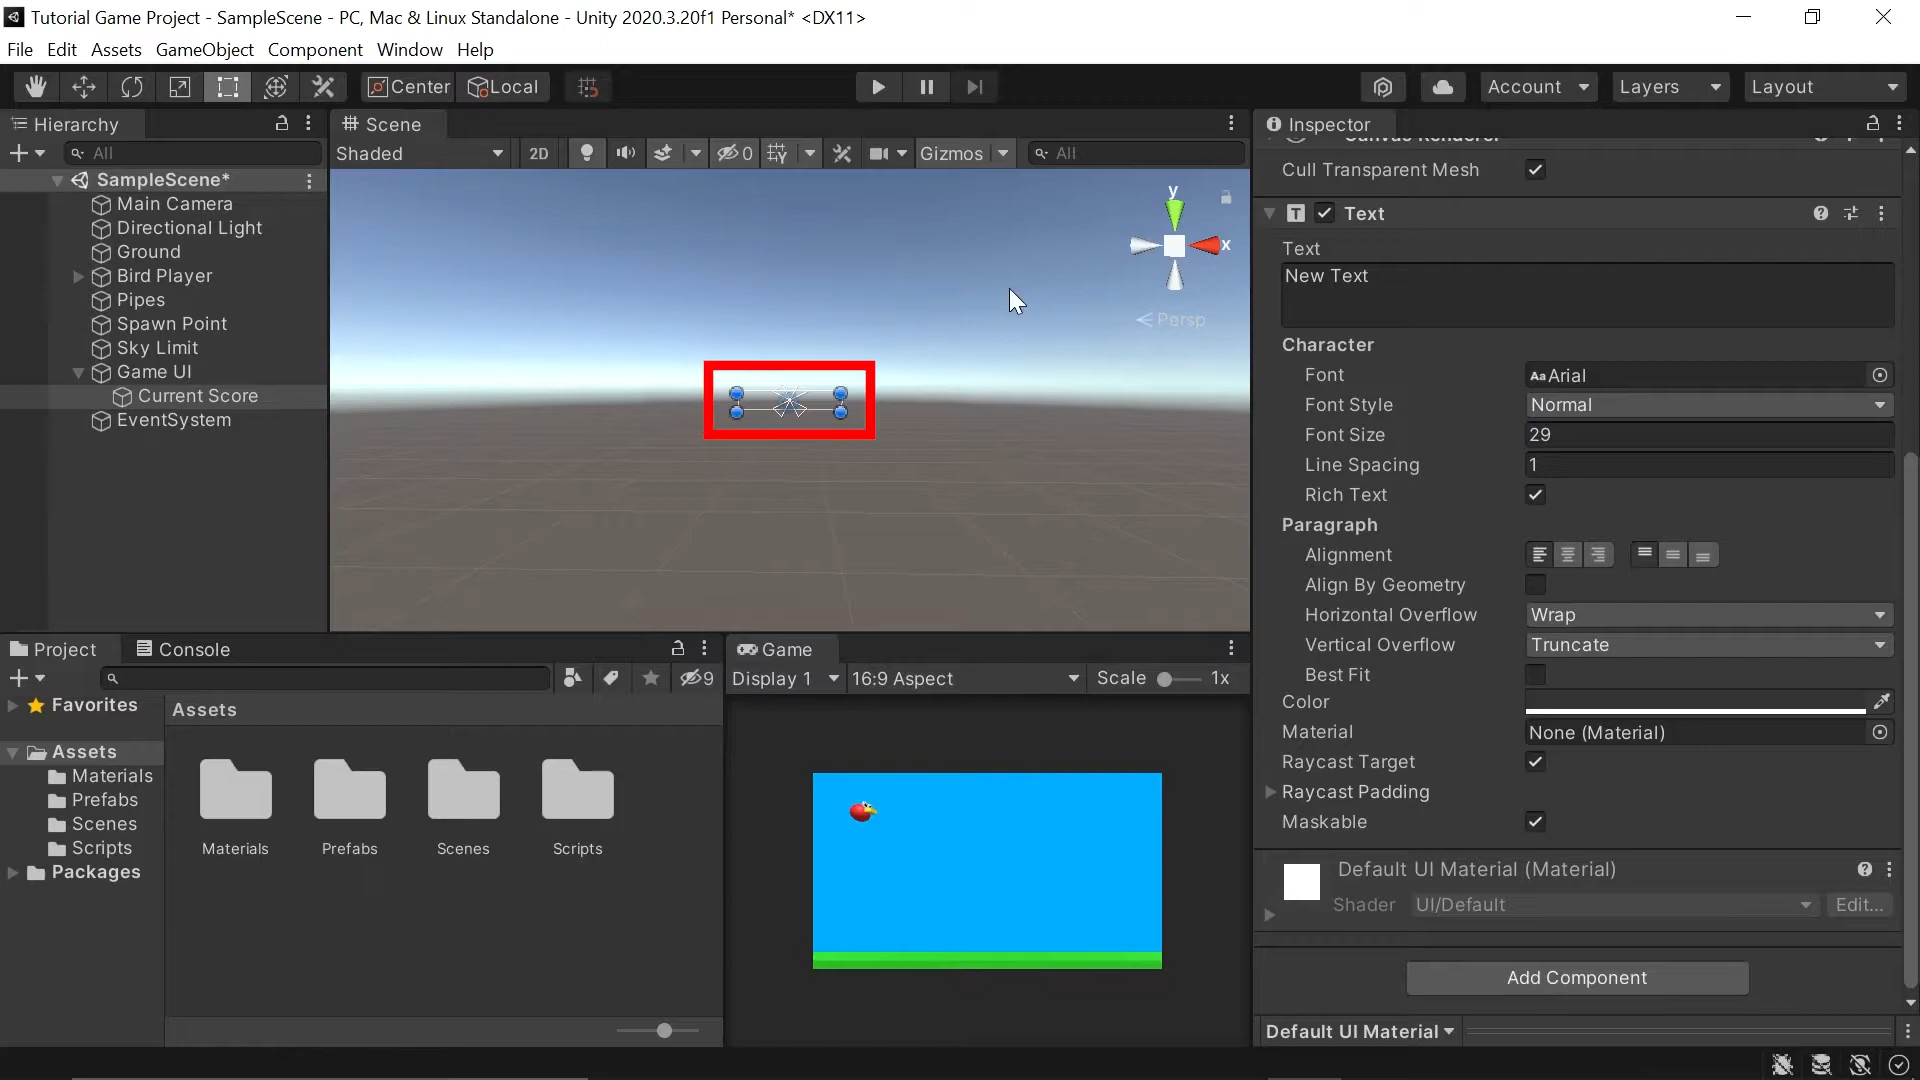 Tutorial Game Project - SampleScene - PC, Mac & Linux Standalone - Unity 2020.3.20f1 Personal* <DX11>
File Edit Assets GameObject Component Window Help
Center Local Account Layers Layout
Hierarchy
All
SampleScene*
Main Camera
Directional Light
Ground
Bird Player
Pipes
Spawn Point
Sky Limit
Game UI
Current Score
EventSystem
Scene
Shaded 2D 0 Gizmos All
y
x
Persp
Inspector
Cull Transparent Mesh
Text
Text
New Text
Character
Font Arial
Font Style Normal
Font Size 29
Line Spacing 1
Rich Text
Paragraph
Alignment
Align By Geometry
Horizontal Overflow Wrap
Vertical Overflow Truncate
Best Fit
Color
Material None (Material)
Raycast Target
Raycast Padding
Maskable
Default UI Material (Material)
Shader UI/Default Edit...
Add Component
Default UI Material
Project Console
9
Favorites
Assets
Materials
Prefabs
Scenes
Scripts
Packages
Assets
Materials Prefabs Scenes Scripts
Game
Display 1 16:9 Aspect Scale 1x